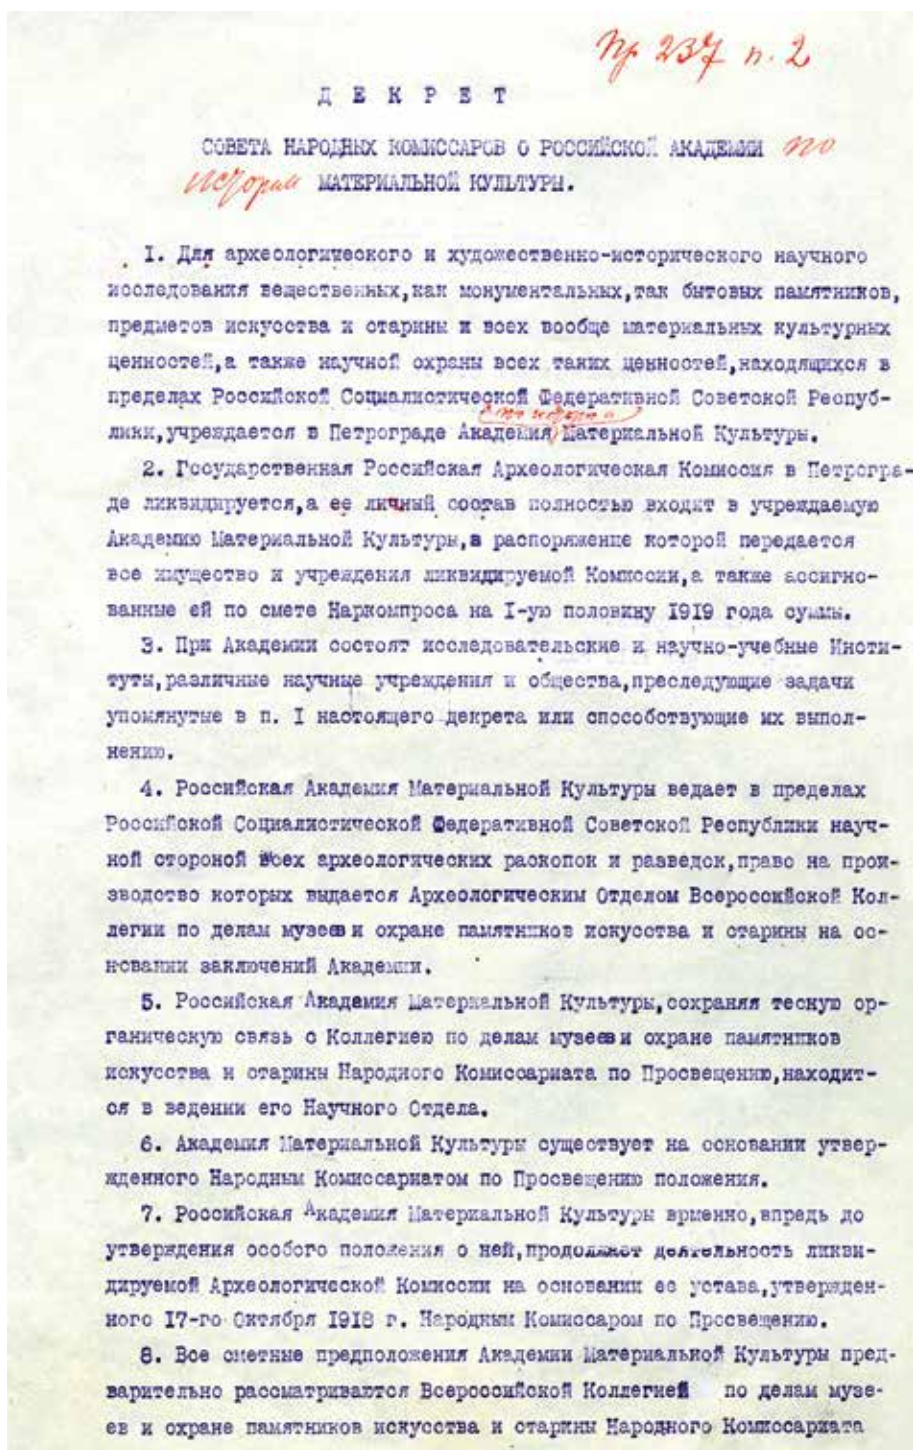 Пр 237 п. 2
ДЕКРЕТ
СОВЕТА НАРОДНЫХ КОМИССАРОВ О РОССИЙСКОЙ АКАДЕМИИ по
истории МАТЕРИАЛЬНОЙ КУЛЬТУРЫ.
I. Для археологического и художественно-исторического научного
исследования вещественных,как монументальных,так бытовых памятников,
предметов искусства и старины и всех вообще материальных культурных
ценностей,а также научной охраны всех таких ценностей,находящихся в
пределах Российской Социалистической Федеративной Советской Респуб-
по истории
лики,учреждается в Петрограде Академия Материальной Культуры.
2. Государственная Российская Археологическая Комиссия в Петрогра-
де ликвидируется,а ее личный состав полностью входит в учреждаемую
Академию Материальной Культуры,в распоряжение которой передается
все имущество и учреждения ликвидируемой Комиссии,а также ассигно-
ванные ей по смете Наркомпроса на I-ую половину 1919 года суммы.
3. При Академии состоят исследовательские и научно-учебные Инсти-
туты,различные научные учреждения и общества,преследующие задачи
упомянутые в п. I настоящего декрета или способствующие их выпол-
нению.
4. Российская Академия Материальной Культуры ведает в пределах
Российской Социалистической Федеративной Советской Республики науч-
ной стороной всех археологических раскопок и разведок,право на прои-
зводство которых выдается Археологическим Отделом Всероссийской Кол-
легии по делам музеев и охране памятников искусства и старины на ос-
новании заключений Академии.
5. Российская Академия Материальной Культуры,сохраняя тесную ор-
ганическую связь с Коллегиею по делам музеев и охране памятников
искусства и старины Народного Комиссариата по Просвещению,находит-
ся в ведении его Научного Отдела.
6. Академия Материальной Культуры существует на основании утвер-
жденного Народным Комиссариатом по Просвещению положения.
7. Российская Академия Материальной Культуры врменно,впредь до
утверждения особого положения о ней,продолжает деятельность ликви-
дируемой Археологической Комиссии на основании ее устава,утвержден-
ного 17-го Октября 1918 г. Народным Комиссаром по Просвещению.
8. Все сметные предположения Академии Материальной Культуры пред-
варительно рассматриваются Всероссийской Коллегией по делам музе-
ев и охране памятников искусства и старины Народного Комиссариата